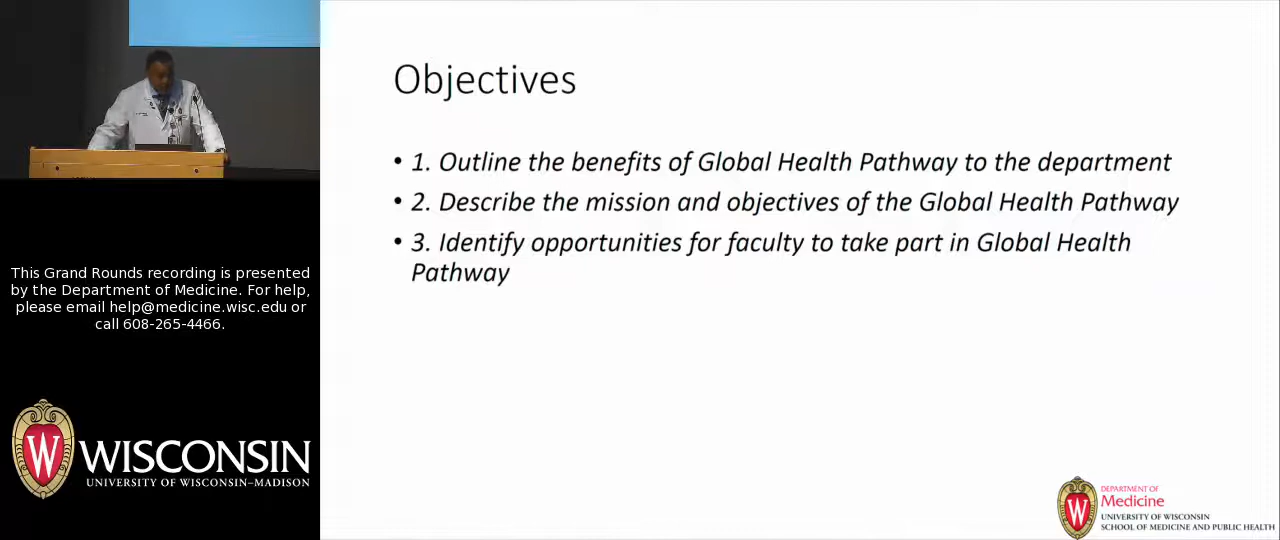 Objectives
• 1. Outline the benefits of Global Health Pathway to the department
• 2. Describe the mission and objectives of the Global Health Pathway
• 3. Identify opportunities for faculty to take part in Global Health
Pathway
This Grand Rounds recording is presented
by the Department of Medicine. For help,
please email help@medicine.wisc.edu or
call 608-265-4466.
W
WISCONSIN
UNIVERSITY OF WISCONSIN–MADISON
W
DEPARTMENT OF
Medicine
UNIVERSITY OF WISCONSIN
SCHOOL OF MEDICINE AND PUBLIC HEALTH